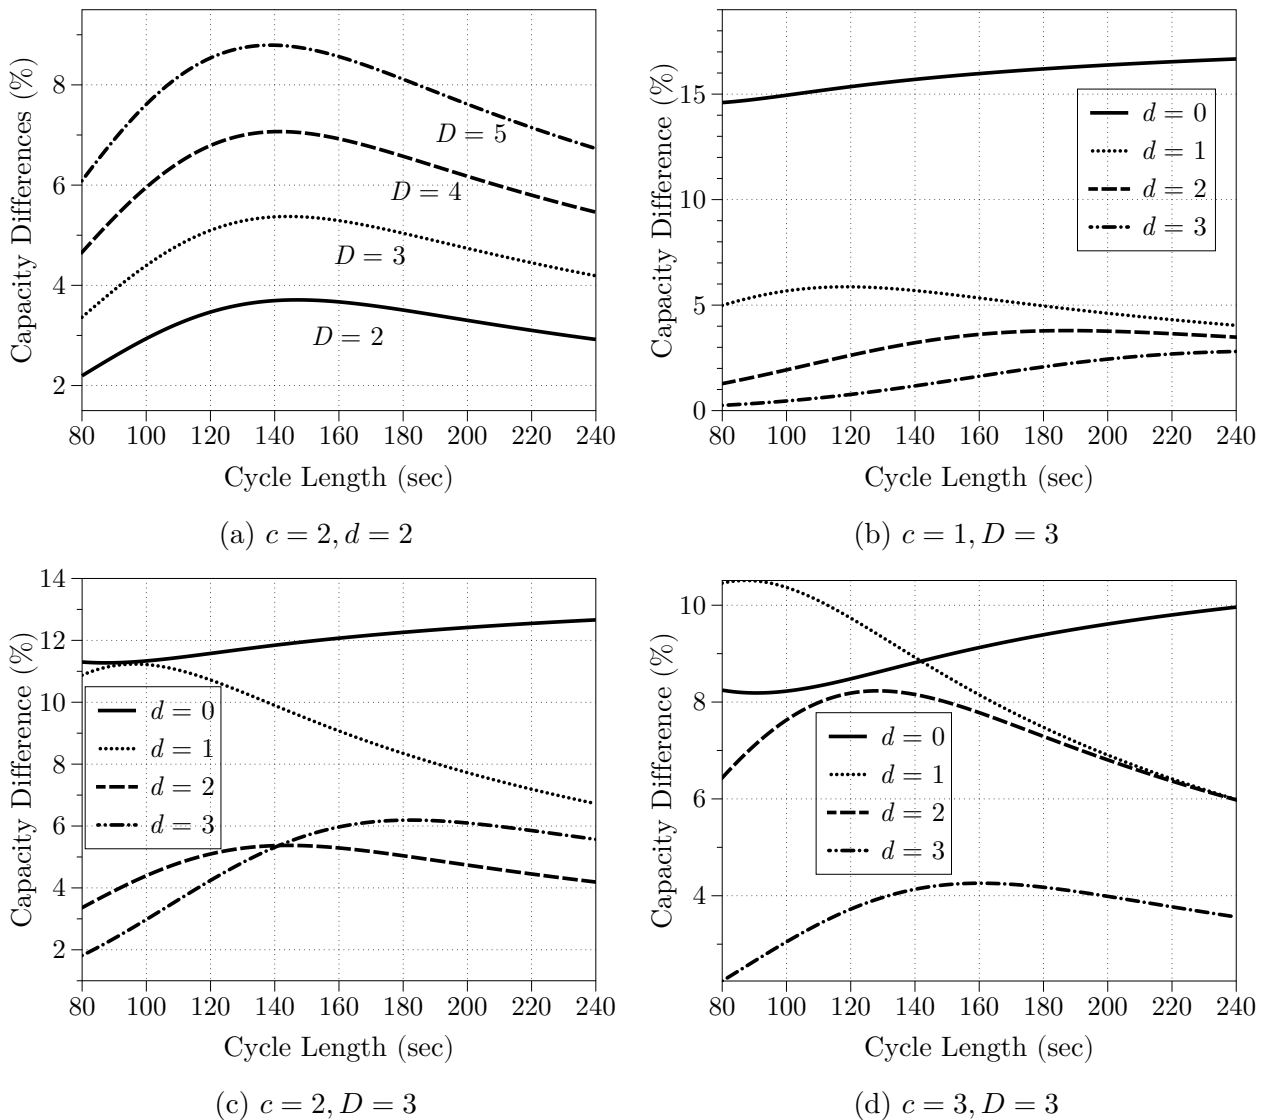 Capacity Differences (%)
8
6
4
2
D = 5
D = 4
D = 3
D = 2
80 100 120 140 160 180 200 220 240
Cycle Length (sec)
(a) c = 2, d = 2
Capacity Difference (%)
15
10
5
0
d = 0
d = 1
d = 2
d = 3
80 100 120 140 160 180 200 220 240
Cycle Length (sec)
(b) c = 1, D = 3
Capacity Difference (%)
14
12
10
8
6
4
2
d = 0
d = 1
d = 2
d = 3
80 100 120 140 160 180 200 220 240
Cycle Length (sec)
(c) c = 2, D = 3
Capacity Difference (%)
10
8
6
4
d = 0
d = 1
d = 2
d = 3
80 100 120 140 160 180 200 220 240
Cycle Length (sec)
(d) c = 3, D = 3